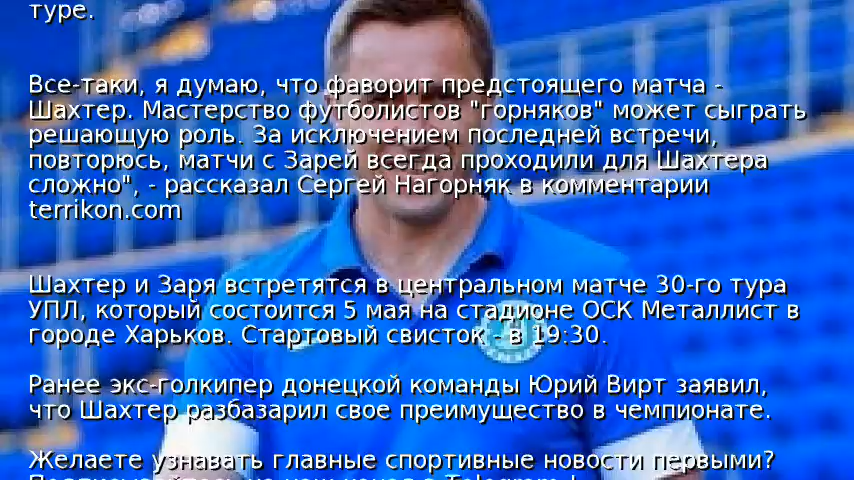 туре.
Все-таки, я думаю, что фаворит предстоящего матча -
Шахтер. Мастерство футболистов "горняков" может сыграть
решающую роль. За исключением последней встречи,
повторюсь, матчи с Зарей всегда проходили для Шахтера
сложно", - рассказал Сергей Нагорняк в комментарии
terrikon.com
Шахтер и Заря встретятся в центральном матче 30-го тура
УПЛ, который состоится 5 мая на стадионе ОСК Металлист в
городе Харьков. Стартовый свисток - в 19:30.
Ранее экс-голкипер донецкой команды Юрий Вирт заявил,
что Шахтер разбазарил свое преимущество в чемпионате.
Желаете узнавать главные спортивные новости первыми?